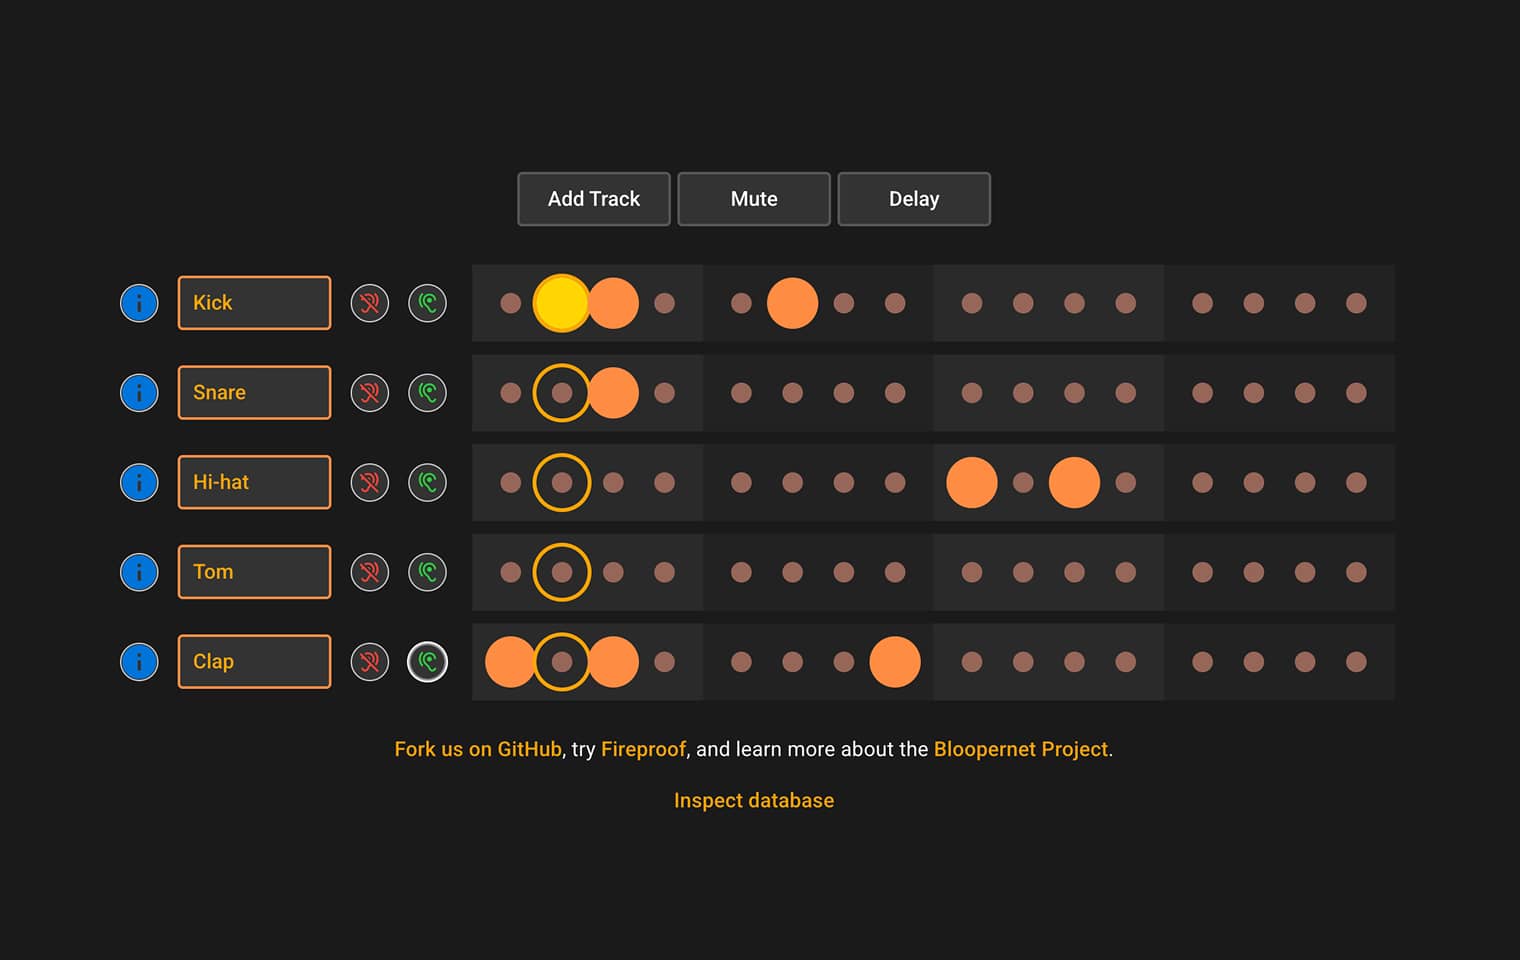 Add Track
Mute
Delay
Kick
Snare
Hi-hat
Tom
Clap
Fork us on GitHub, try Fireproof, and learn more about the Bloopernet Project.
Inspect database